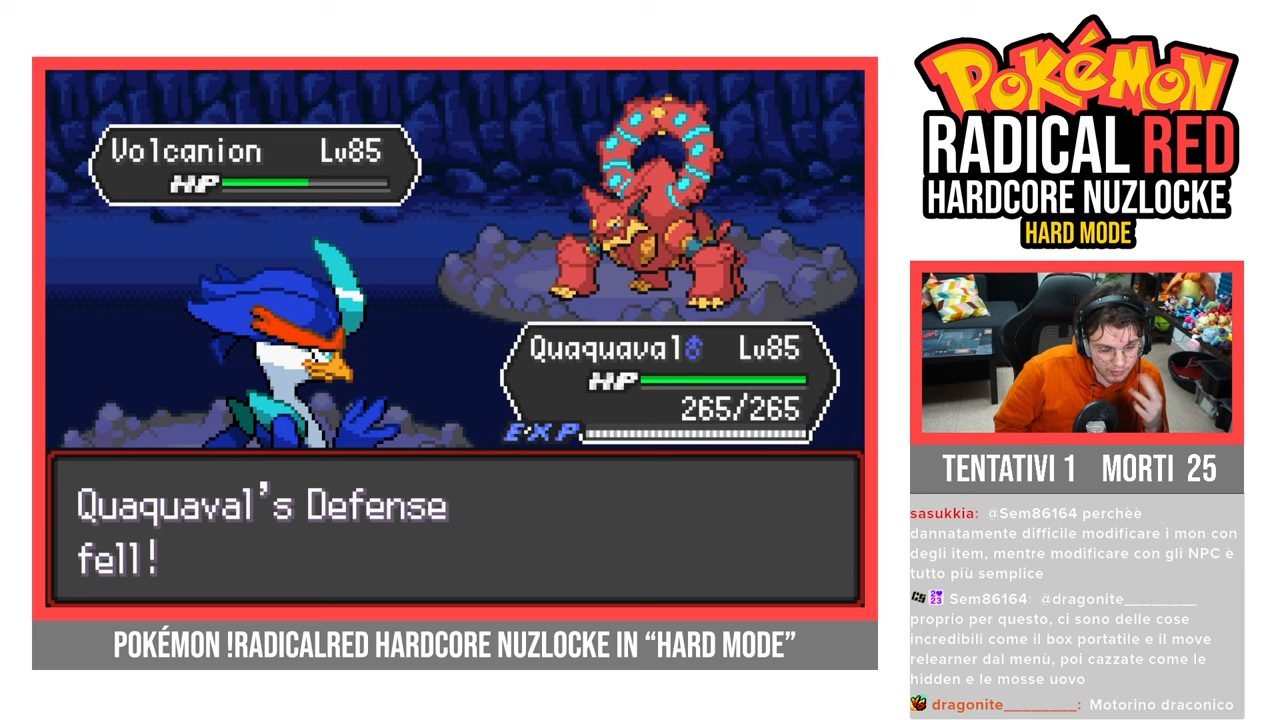 Volcanion Lv85
HP
Quaquaval♂ Lv85
HP
265/265
EXP
Quaquaval's Defense
fell!
POKÉMON !RADICALRED HARDCORE NUZLOCKE IN “HARD MODE”
POKéMON
RADICAL RED
HARDCORE NUZLOCKE
HARD MODE
TENTATIVI 1 MORTI 25
sasukkia: @Sem86164 perchèè
dannatamente difficile modificare i mon con
degli item, mentre modificare con gli NPC è
tutto più semplice
Sem86164: @dragonite________
proprio per questo, ci sono delle cose
incredibili come il box portatile e il move
relearner dal menù, poi cazzate come le
hidden e le mosse uovo
dragonite________: Motorino draconico